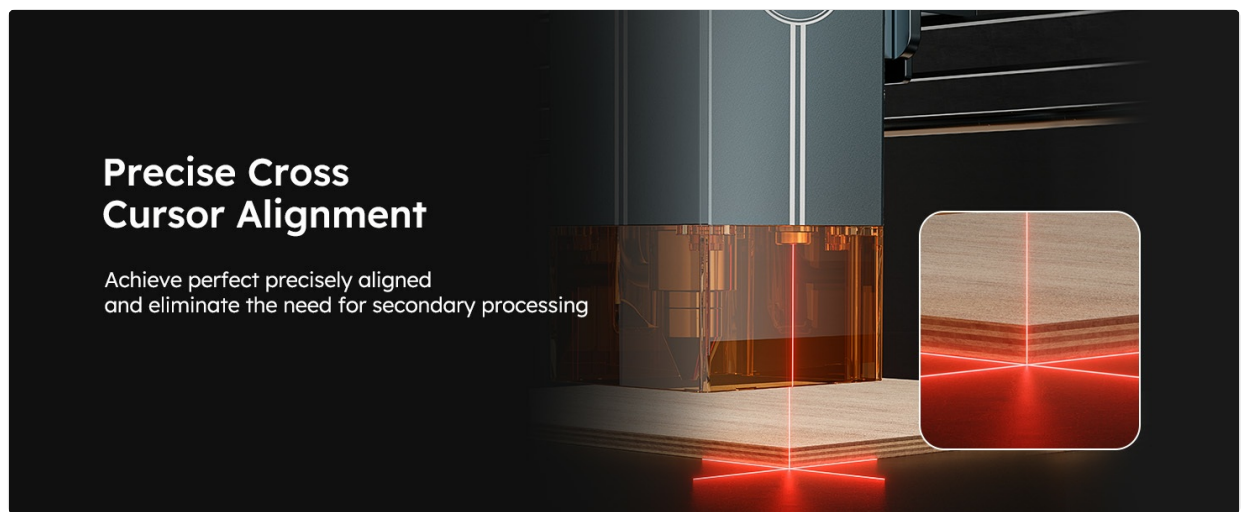 Precise Cross
Cursor Alignment
Achieve perfect precisely aligned
and eliminate the need for secondary processing